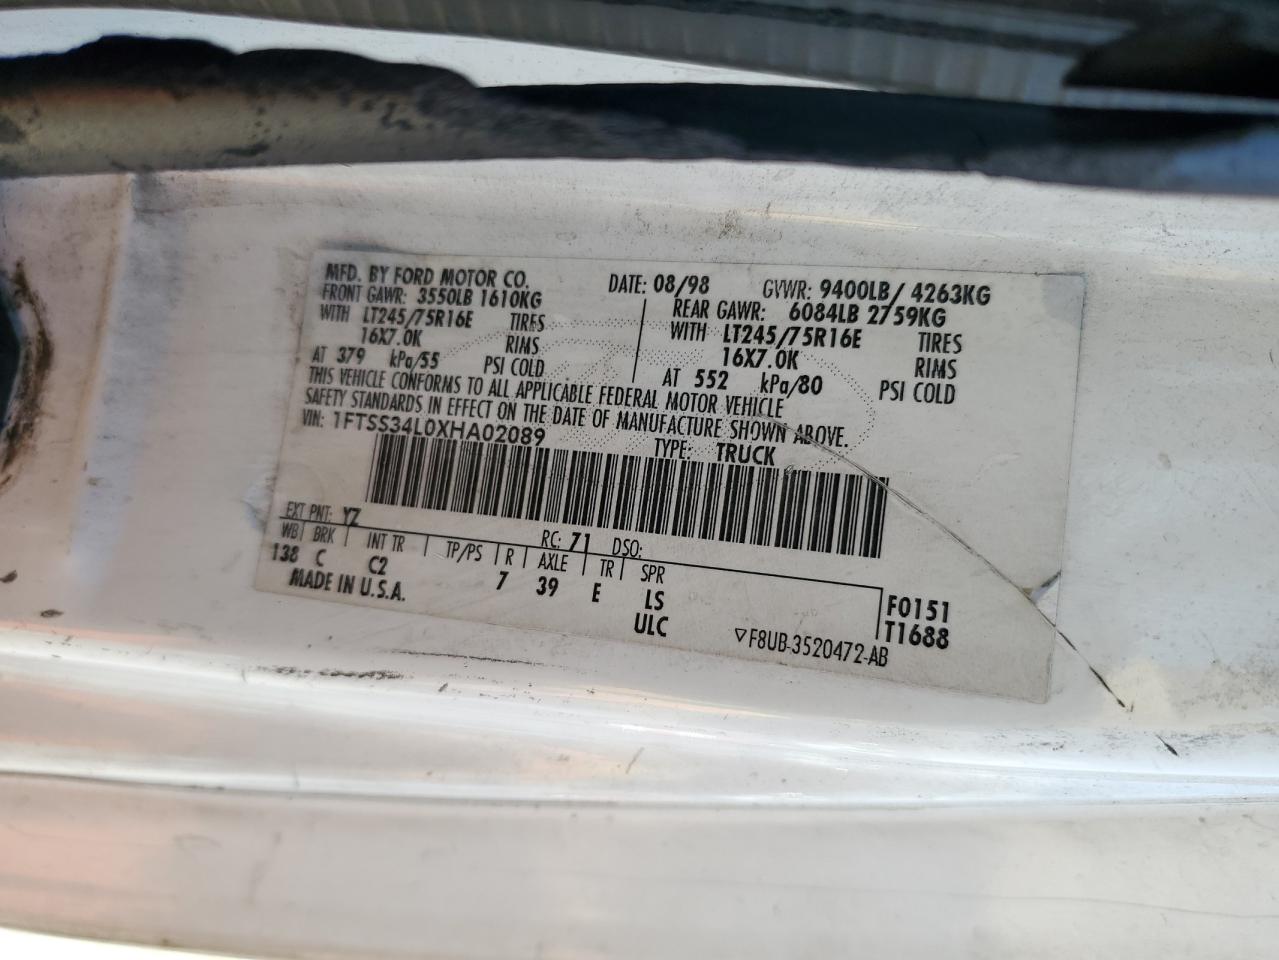 MFD. BY FORD MOTOR CO. DATE: 08/98 GVWR: 9400LB/ 4263KG
FRONT GAWR: 3550LB 1610KG REAR GAWR: 6084LB 2759KG
WITH LT245/75R16E TIRES WITH LT245/75R16E TIRES
16X7.0K RIMS 16X7.0K RIMS
AT 379 kPa/55 PSI COLD AT 552 kPa/80 PSI COLD
THIS VEHICLE CONFORMS TO ALL APPLICABLE FEDERAL MOTOR VEHICLE
SAFETY STANDARDS IN EFFECT ON THE DATE OF MANUFACTURE SHOWN ABOVE.
VIN: 1FTSS34L0XHA02089 TYPE: TRUCK
EXT PNT: YZ RC: 71 DSO:
WB BRK INT TR TP/PS R AXLE TR SPR
138 C C2 7 39 E LS F0151
MADE IN U.S.A. ULC T1688
▽F8UB-3520472-AB